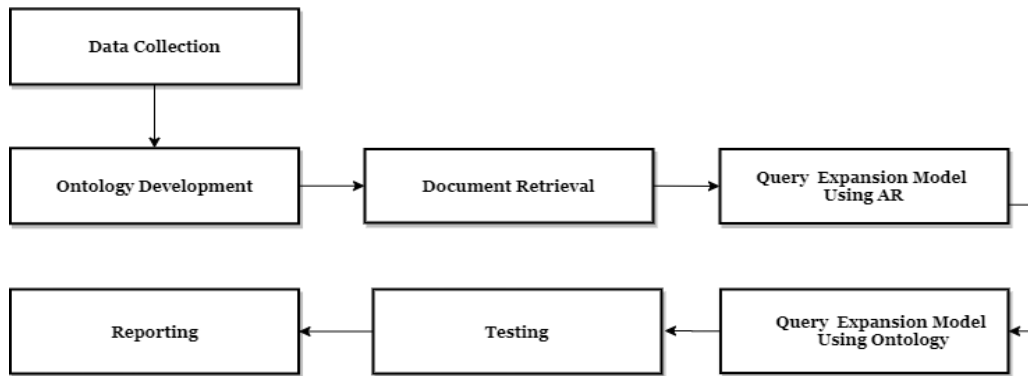 Data Collection
Ontology Development
Document Retrieval
Query Expansion Model
Using AR
Query Expansion Model
Using Ontology
Testing
Reporting